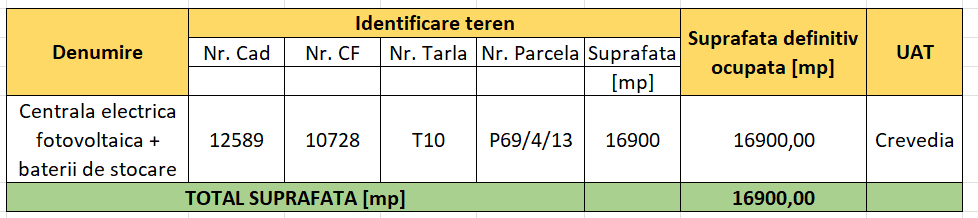 Denumire
Identificare teren
Suprafata definitiv
ocupata [mp]
UAT
Nr. Cad
Nr. CF
Nr. Tarla
Nr. Parcela
Suprafata
[mp]
Centrala electrica
fotovoltaica +
baterii de stocare
12589
10728
T10
P69/4/13
16900
16900,00
Crevedia
TOTAL SUPRAFATA [mp]
16900,00